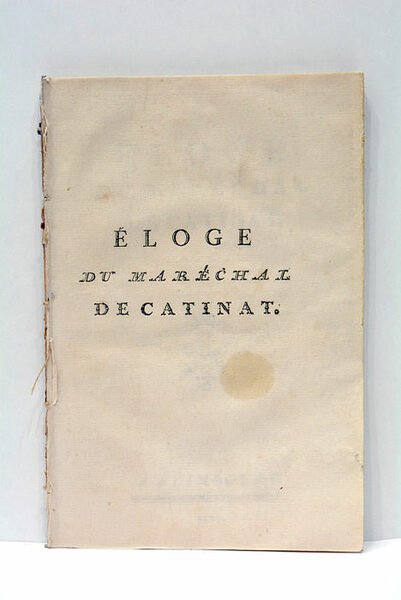 ÉLOGE
DU MARÉCHAL
DE CATINAT.